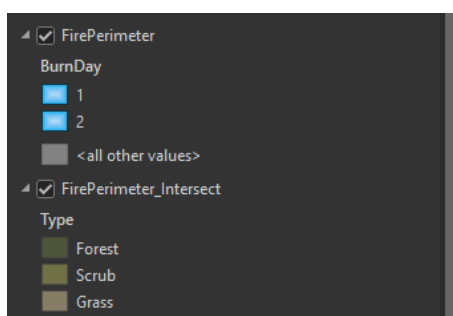 FirePerimeter
BurnDay
1
2
<all other values>
FirePerimeter_Intersect
Type
Forest
Scrub
Grass